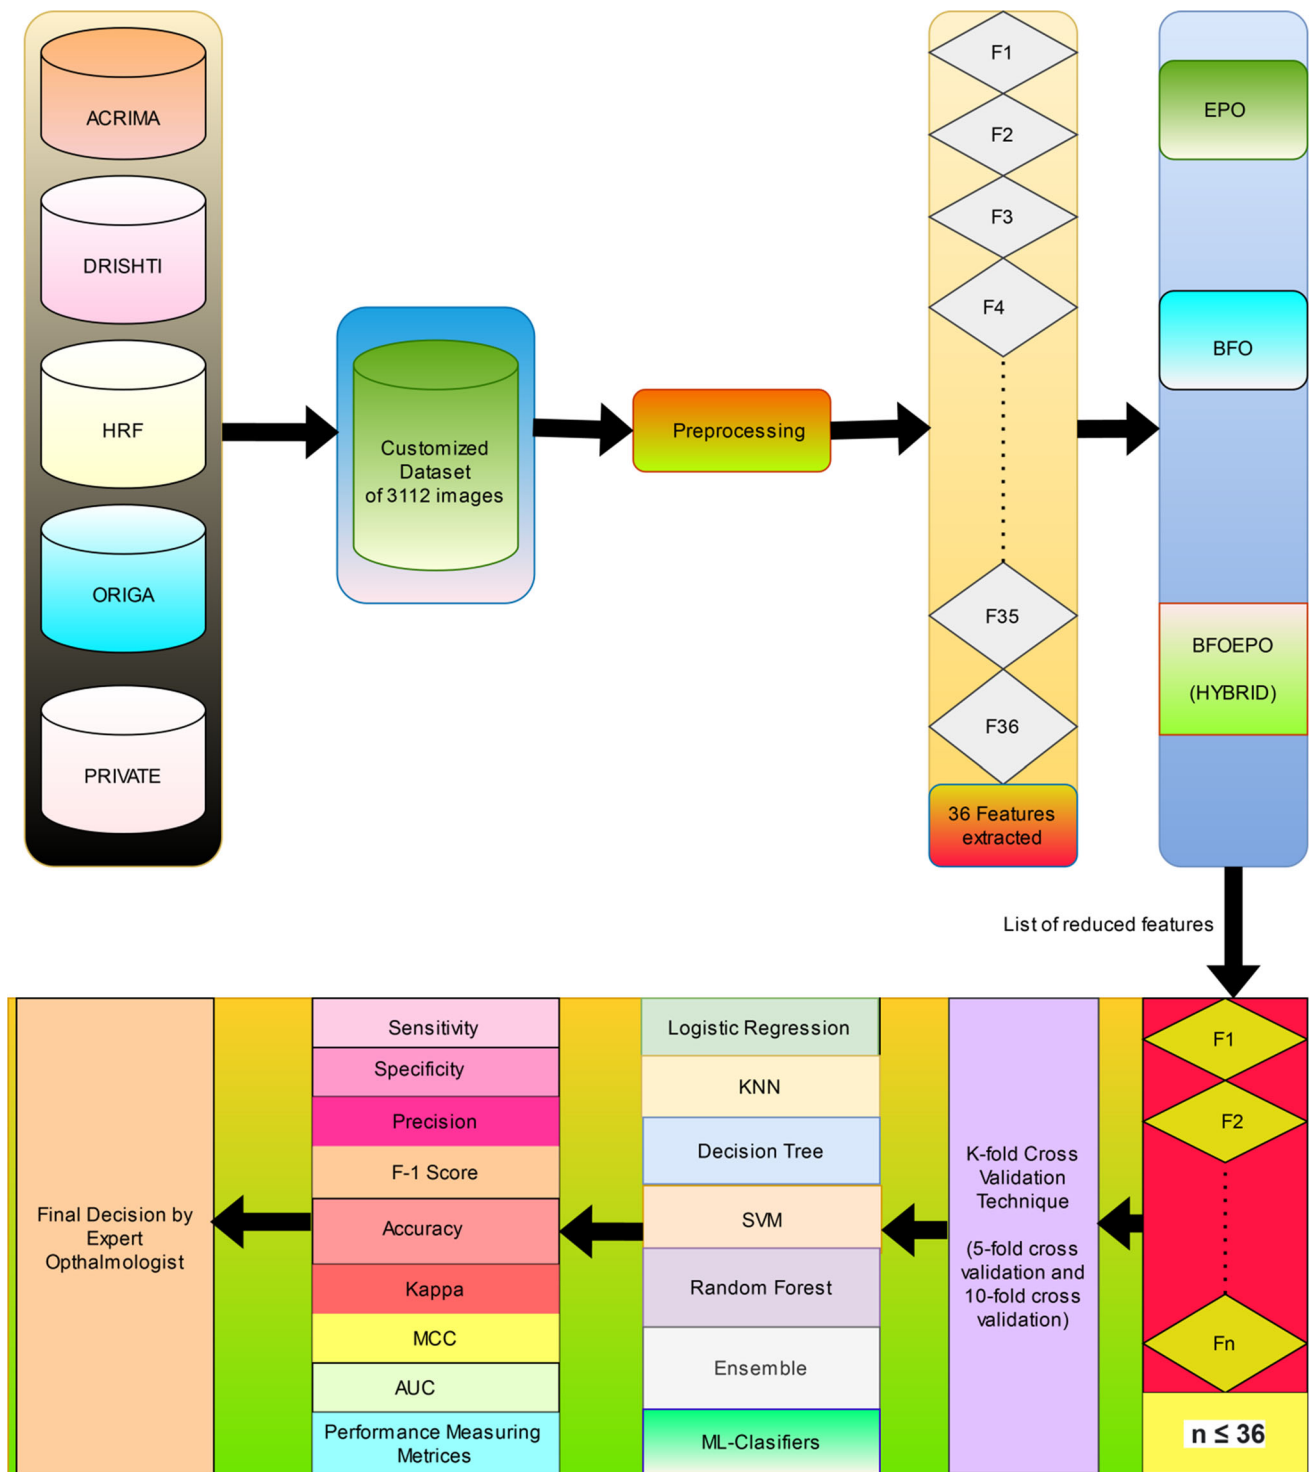 ACRIMA
DRISHTI
HRF
ORIGA
PRIVATE
Customized
Dataset
of 3112 images
Preprocessing
F1
F2
F3
F4
F35
F36
36 Features
extracted
EPO
BFO
BFOEPO
(HYBRID)
List of reduced features
F1
F2
Fn
n ≤ 36
K-fold Cross
Validation
Technique
(5-fold cross
validation and
10-fold cross
validation)
Logistic Regression
KNN
Decision Tree
SVM
Random Forest
Ensemble
ML-Clasifiers
Sensitivity
Specificity
Precision
F-1 Score
Accuracy
Kappa
MCC
AUC
Performance Measuring
Metrices
Final Decision by
Expert
Opthalmologist